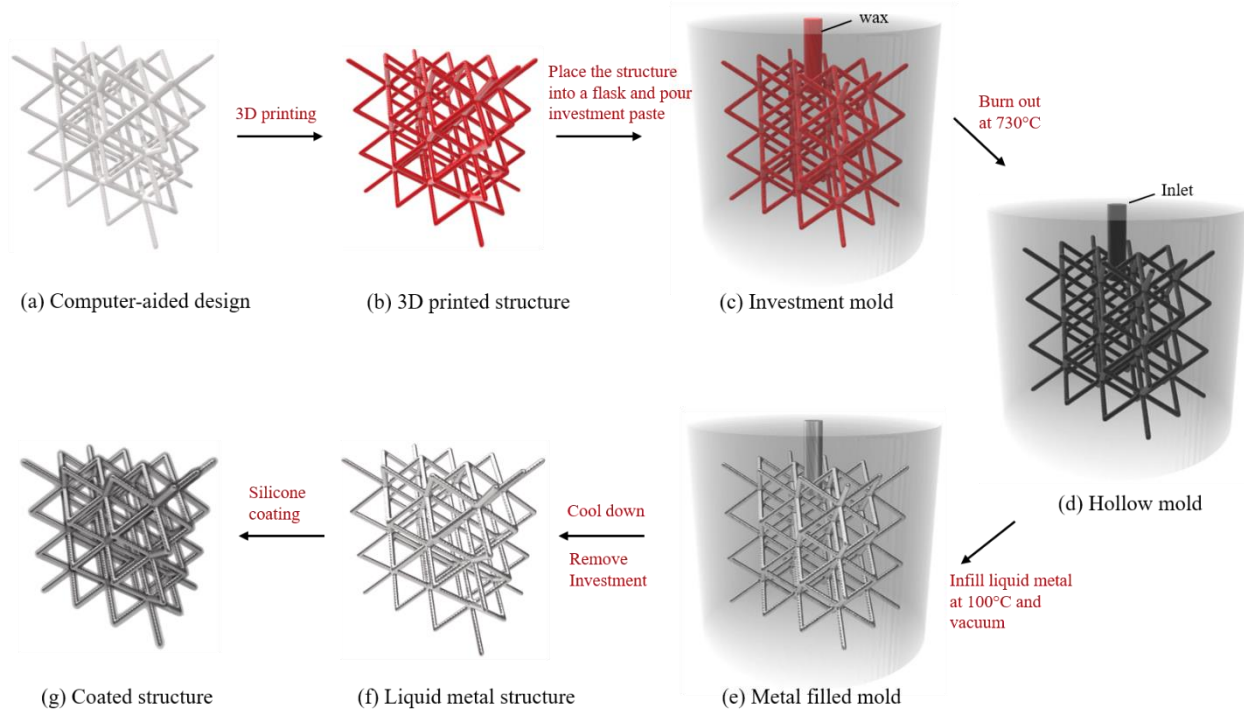 wax
Place the structure
into a flask and pour
investment paste
3D printing
Burn out
at 730°C
Inlet
(a) Computer-aided design
(b) 3D printed structure
(c) Investment mold
(d) Hollow mold
Infill liquid metal
at 100°C and
vacuum
Cool down
Remove
Investment
Silicone
coating
(g) Coated structure
(f) Liquid metal structure
(e) Metal filled mold